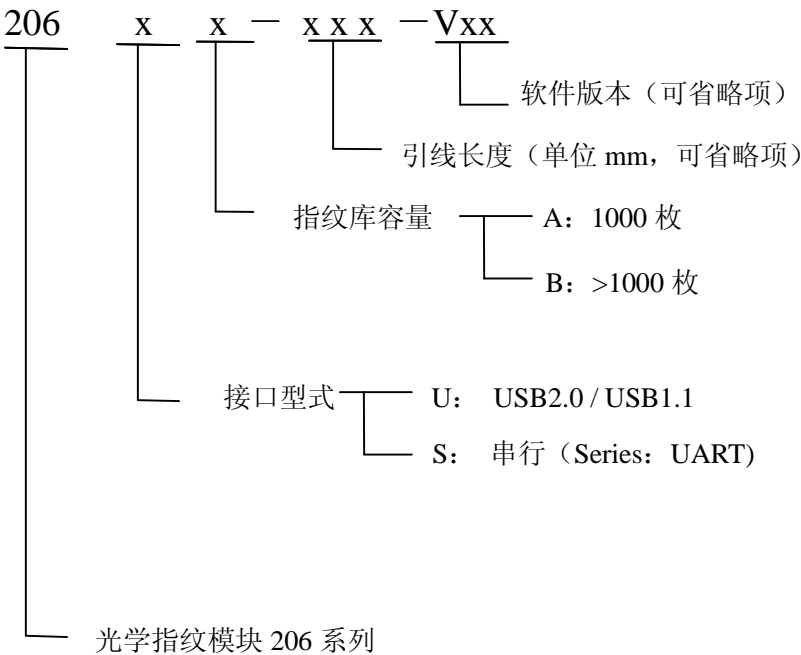 206 x x － x x x －Vxx
软件版本（可省略项）
引线长度（单位 mm，可省略项）
指纹库容量 A：1000 枚
B：>1000 枚
接口型式 U： USB2.0 / USB1.1
S： 串行（Series：UART)
光学指纹模块 206 系列